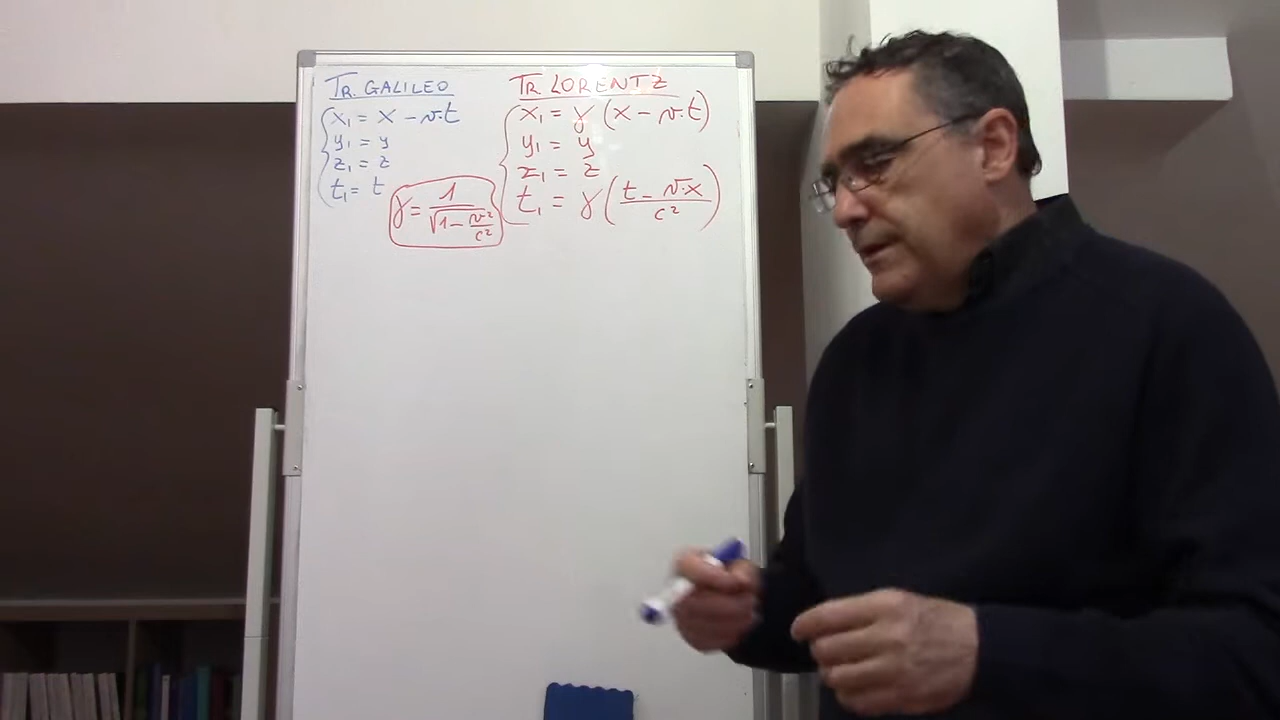 TR. GALILEO
x₁ = x - v·t
y₁ = y
z₁ = z
t₁ = t
γ = 1 / √(1 - v²/c²)
TR. LORENTZ
x₁ = γ (x - v·t)
y₁ = y
z₁ = z
t₁ = γ ((t - v·x) / c²)